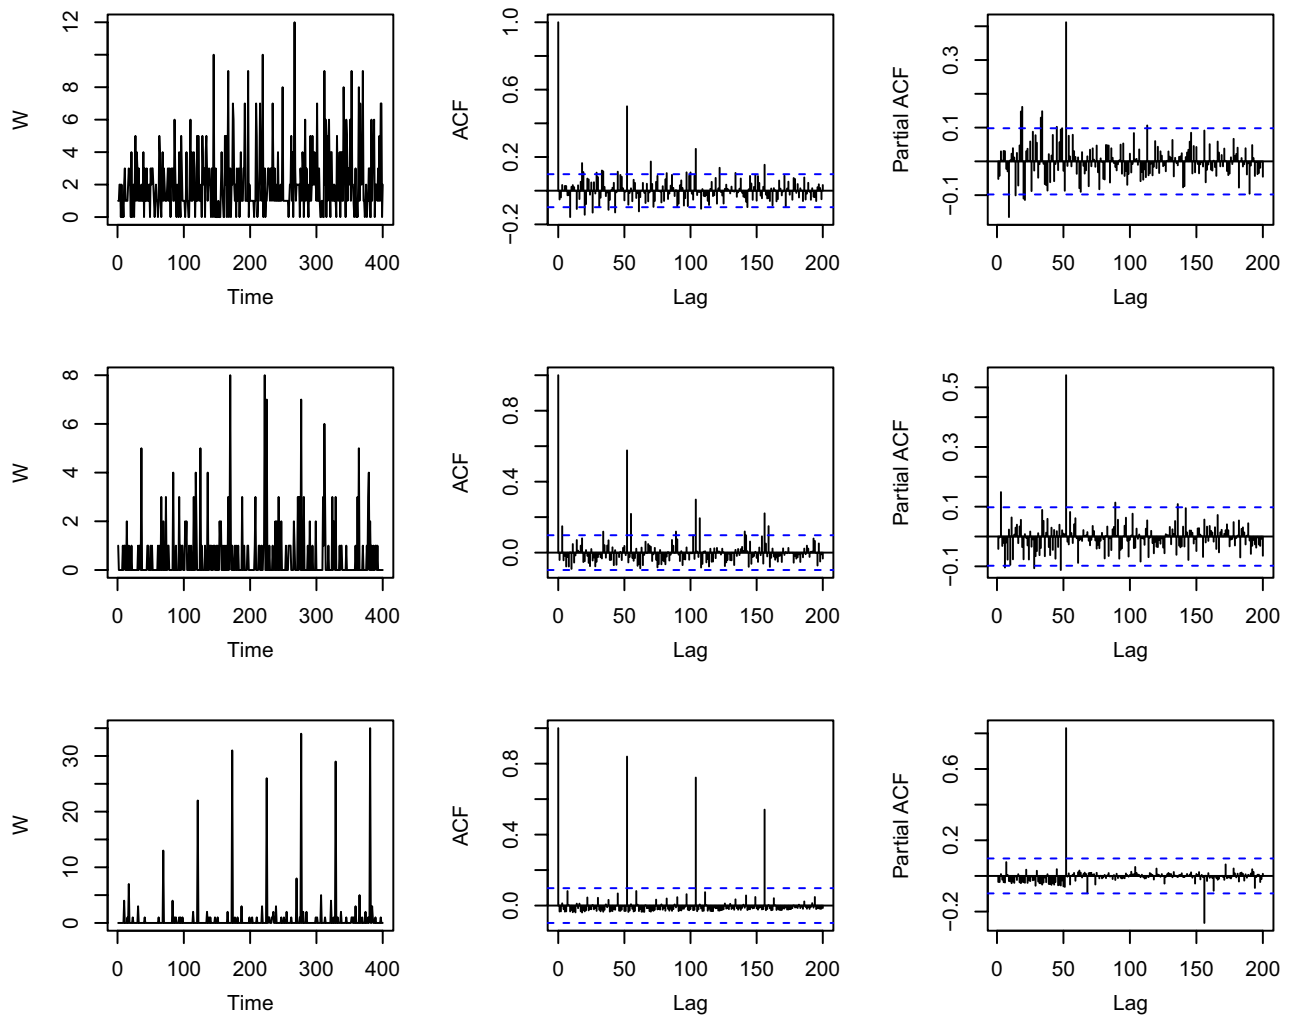 W
0 2 4 6 8 12
0 100 200 300 400
Time
ACF
−0.2 0.2 0.6 1.0
0 50 100 150 200
Lag
Partial ACF
−0.1 0.1 0.3
0 50 100 150 200
Lag
W
0 2 4 6 8
0 100 200 300 400
Time
ACF
0.0 0.4 0.8
0 50 100 150 200
Lag
Partial ACF
−0.1 0.1 0.3 0.5
0 50 100 150 200
Lag
W
0 10 20 30
0 100 200 300 400
Time
ACF
0.0 0.4 0.8
0 50 100 150 200
Lag
Partial ACF
−0.2 0.2 0.6
0 50 100 150 200
Lag